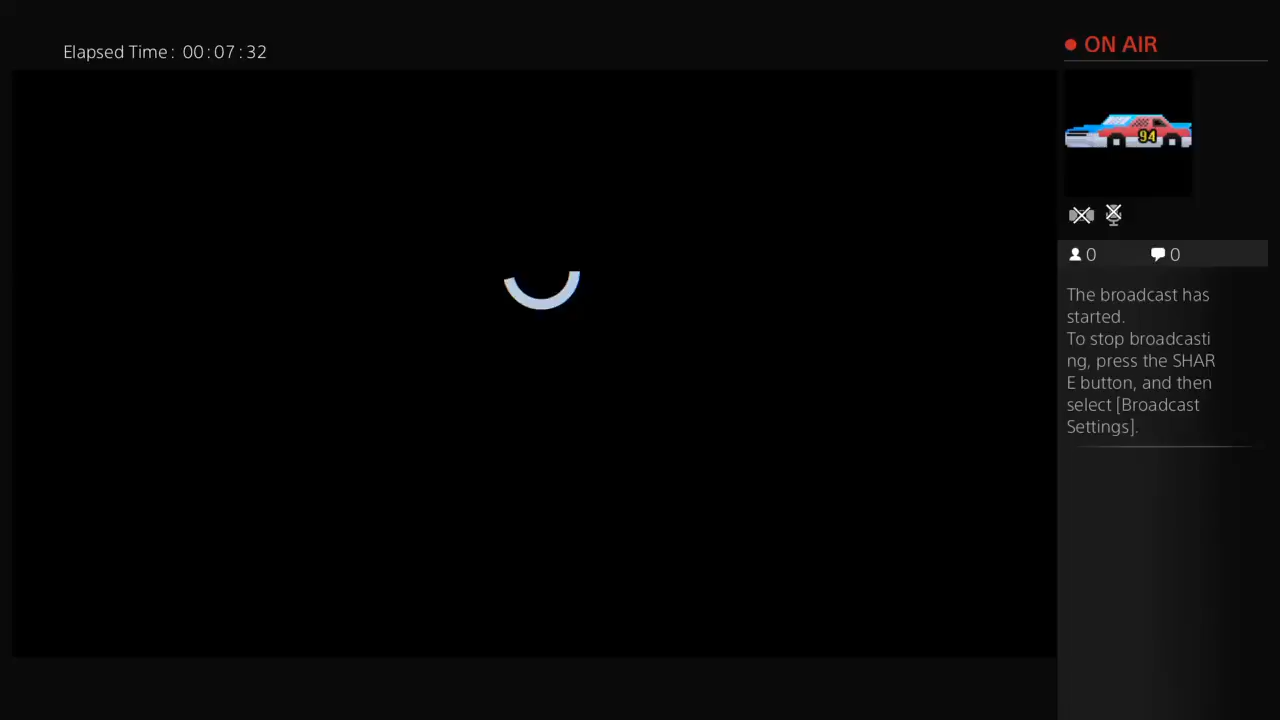 Elapsed Time: 00:07:32
ON AIR
94
0 0
The broadcast has
started.
To stop broadcasti
ng, press the SHAR
E button, and then
select [Broadcast
Settings].